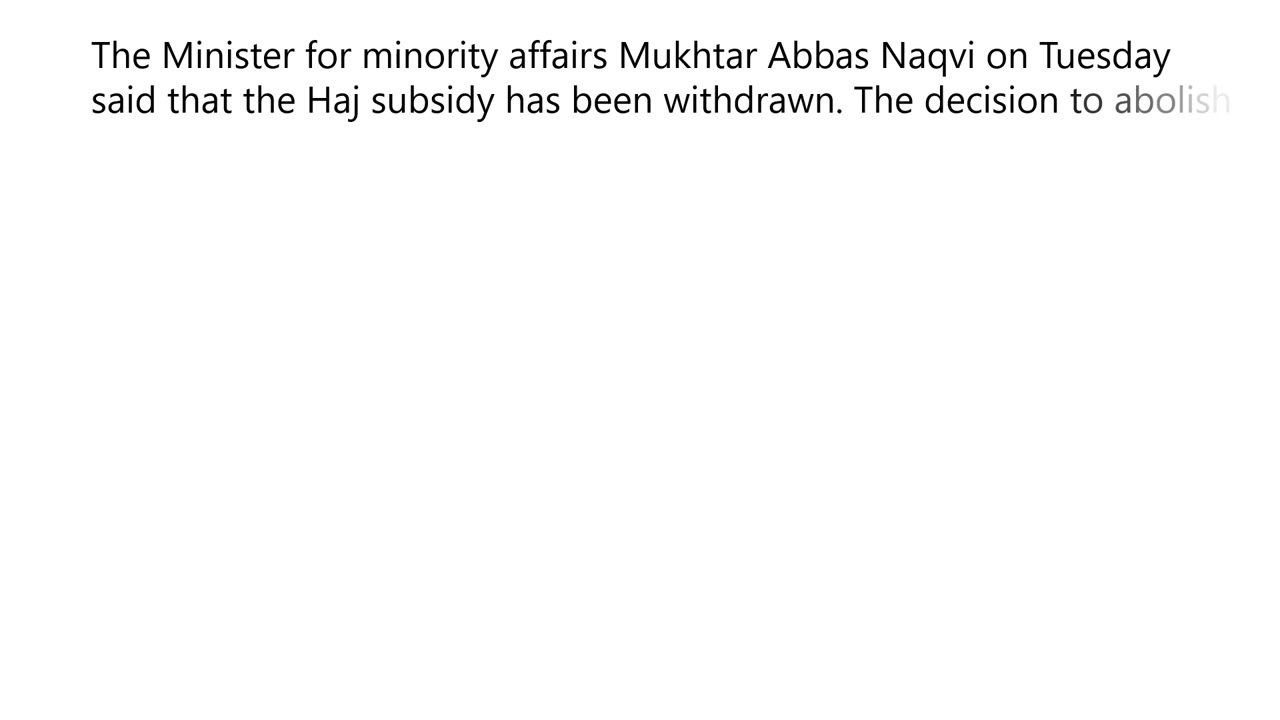 The Minister for minority affairs Mukhtar Abbas Naqvi on Tuesday
said that the Haj subsidy has been withdrawn. The decision to abolish